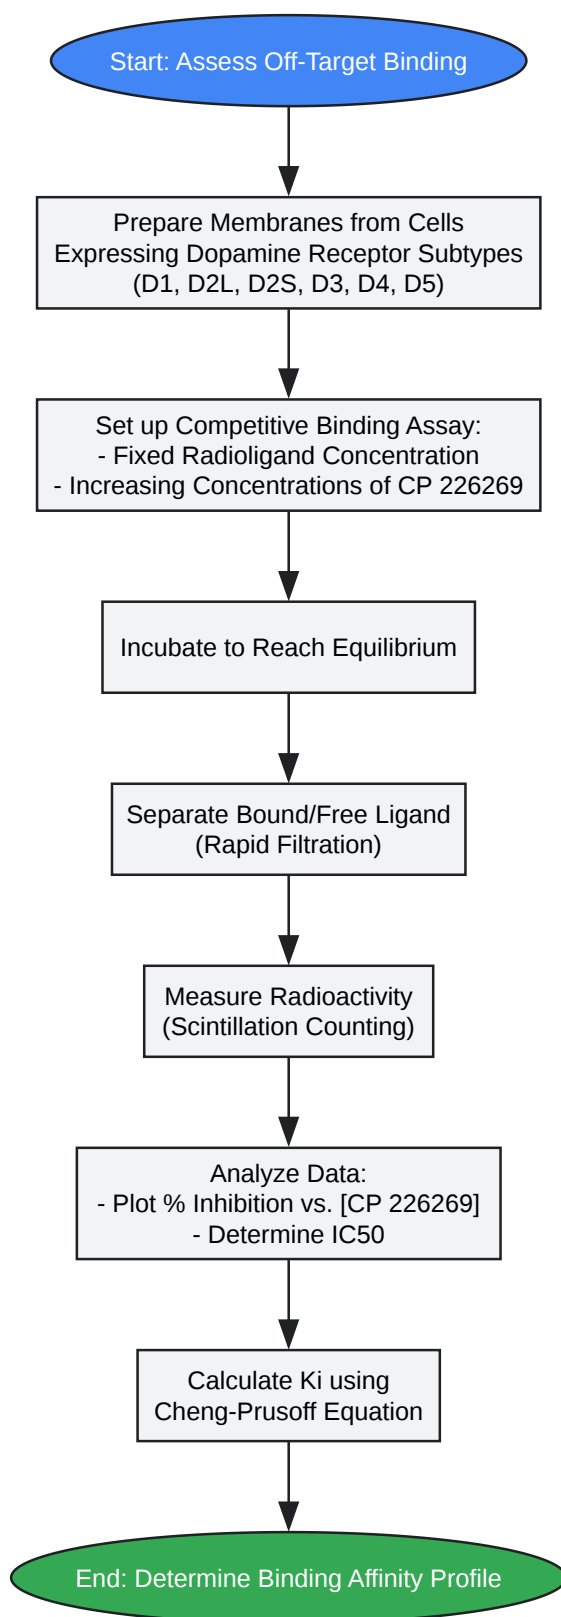 Start: Assess Off-Target Binding
Prepare Membranes from Cells
Expressing Dopamine Receptor Subtypes
(D1, D2L, D2S, D3, D4, D5)
Set up Competitive Binding Assay:
- Fixed Radioligand Concentration
- Increasing Concentrations of CP 226269
Incubate to Reach Equilibrium
Separate Bound/Free Ligand
(Rapid Filtration)
Measure Radioactivity
(Scintillation Counting)
Analyze Data:
- Plot % Inhibition vs. [CP 226269]
- Determine IC50
Calculate Ki using
Cheng-Prusoff Equation
End: Determine Binding Affinity Profile